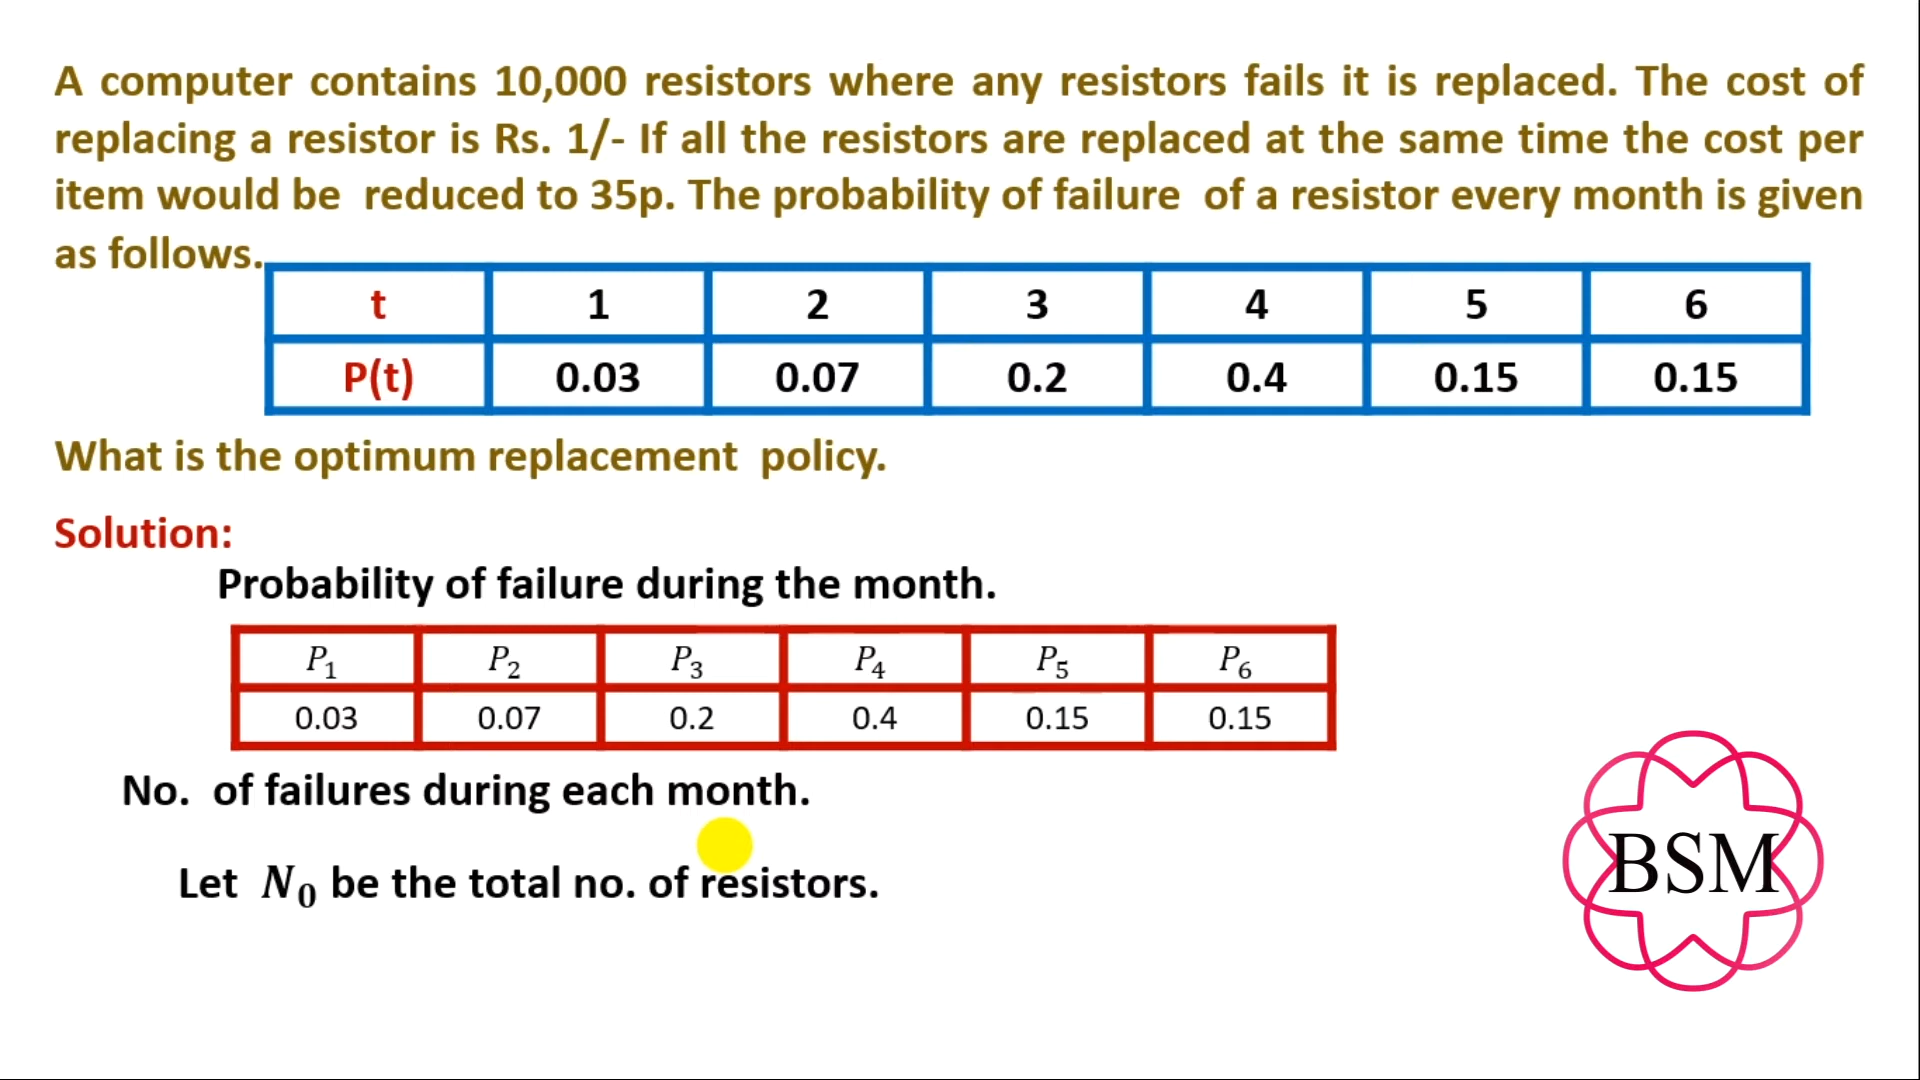 A computer contains 10,000 resistors where any resistors fails it is replaced. The cost of
replacing a resistor is Rs. 1/- If all the resistors are replaced at the same time the cost per
item would be reduced to 35p. The probability of failure of a resistor every month is given
as follows.
t 1 2 3 4 5 6
P(t) 0.03 0.07 0.2 0.4 0.15 0.15
What is the optimum replacement policy.
Solution:
Probability of failure during the month.
P₁ P₂ P₃ P₄ P₅ P₆
0.03 0.07 0.2 0.4 0.15 0.15
No. of failures during each month.
Let N₀ be the total no. of resistors.
BSM